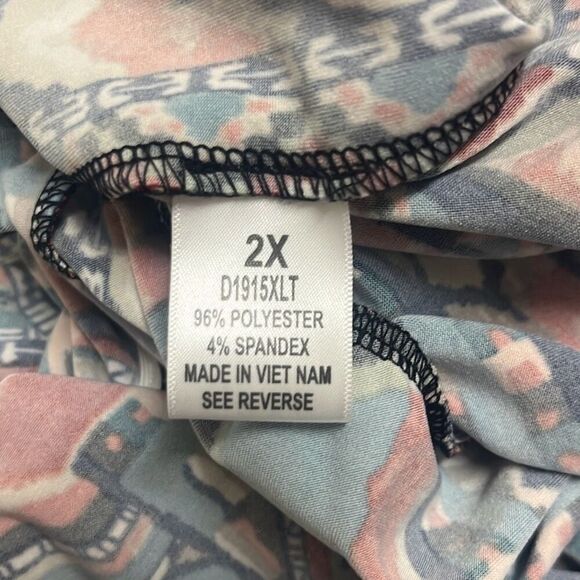 2X
D1915XLT
96% POLYESTER
4% SPANDEX
MADE IN VIET NAM
SEE REVERSE